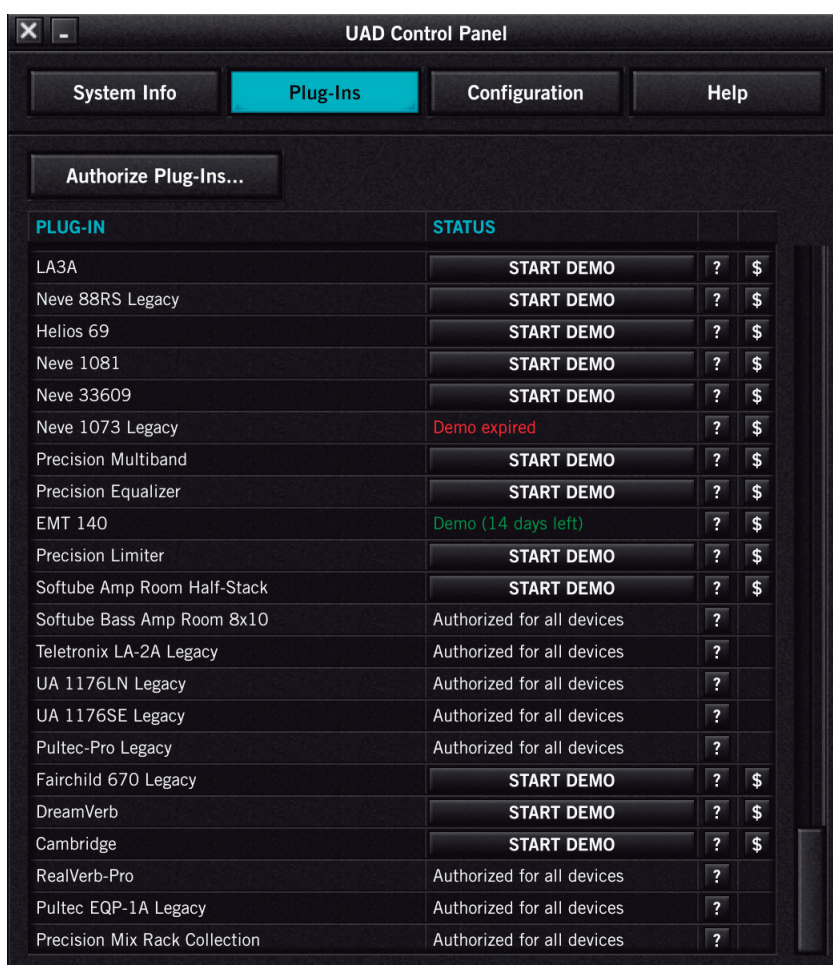 UAD Control Panel
System Info Plug-Ins Configuration Help
Authorize Plug-Ins...
PLUG-IN STATUS
LA3A START DEMO ? $
Neve 88RS Legacy START DEMO ? $
Helios 69 START DEMO ? $
Neve 1081 START DEMO ? $
Neve 33609 START DEMO ? $
Neve 1073 Legacy Demo expired ? $
Precision Multiband START DEMO ? $
Precision Equalizer START DEMO ? $
EMT 140 Demo (14 days left) ? $
Precision Limiter START DEMO ? $
Softube Amp Room Half-Stack START DEMO ? $
Softube Bass Amp Room 8x10 Authorized for all devices ?
Teletronix LA-2A Legacy Authorized for all devices ?
UA 1176LN Legacy Authorized for all devices ?
UA 1176SE Legacy Authorized for all devices ?
Pultec-Pro Legacy Authorized for all devices ?
Fairchild 670 Legacy START DEMO ? $
DreamVerb START DEMO ? $
Cambridge START DEMO ? $
RealVerb-Pro Authorized for all devices ?
Pultec EQP-1A Legacy Authorized for all devices ?
Precision Mix Rack Collection Authorized for all devices ?